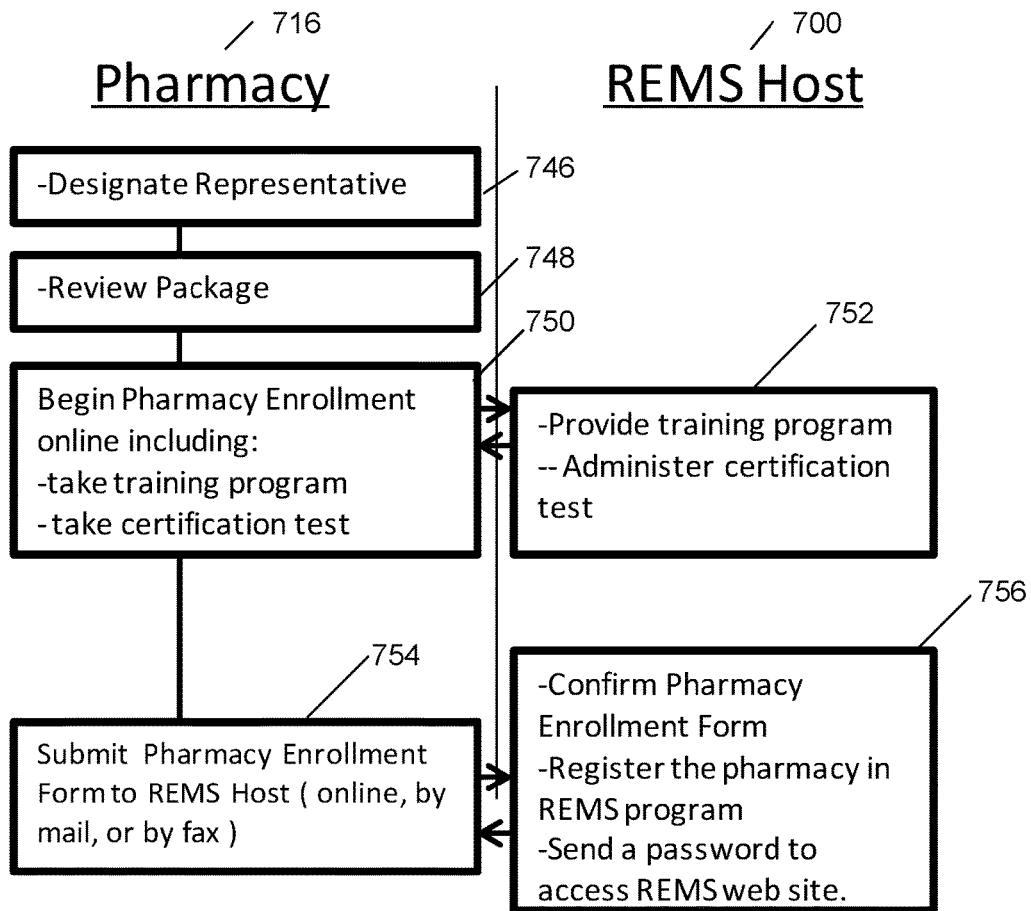 716
700
Pharmacy
REMS Host
-Designate Representative
746
-Review Package
748
750
Begin Pharmacy Enrollment
online including:
-take training program
-take certification test
752
-Provide training program
-- Administer certification
test
754
Submit Pharmacy Enrollment
Form to REMS Host ( online, by
mail, or by fax )
756
-Confirm Pharmacy
Enrollment Form
-Register the pharmacy in
REMS program
-Send a password to
access REMS web site.